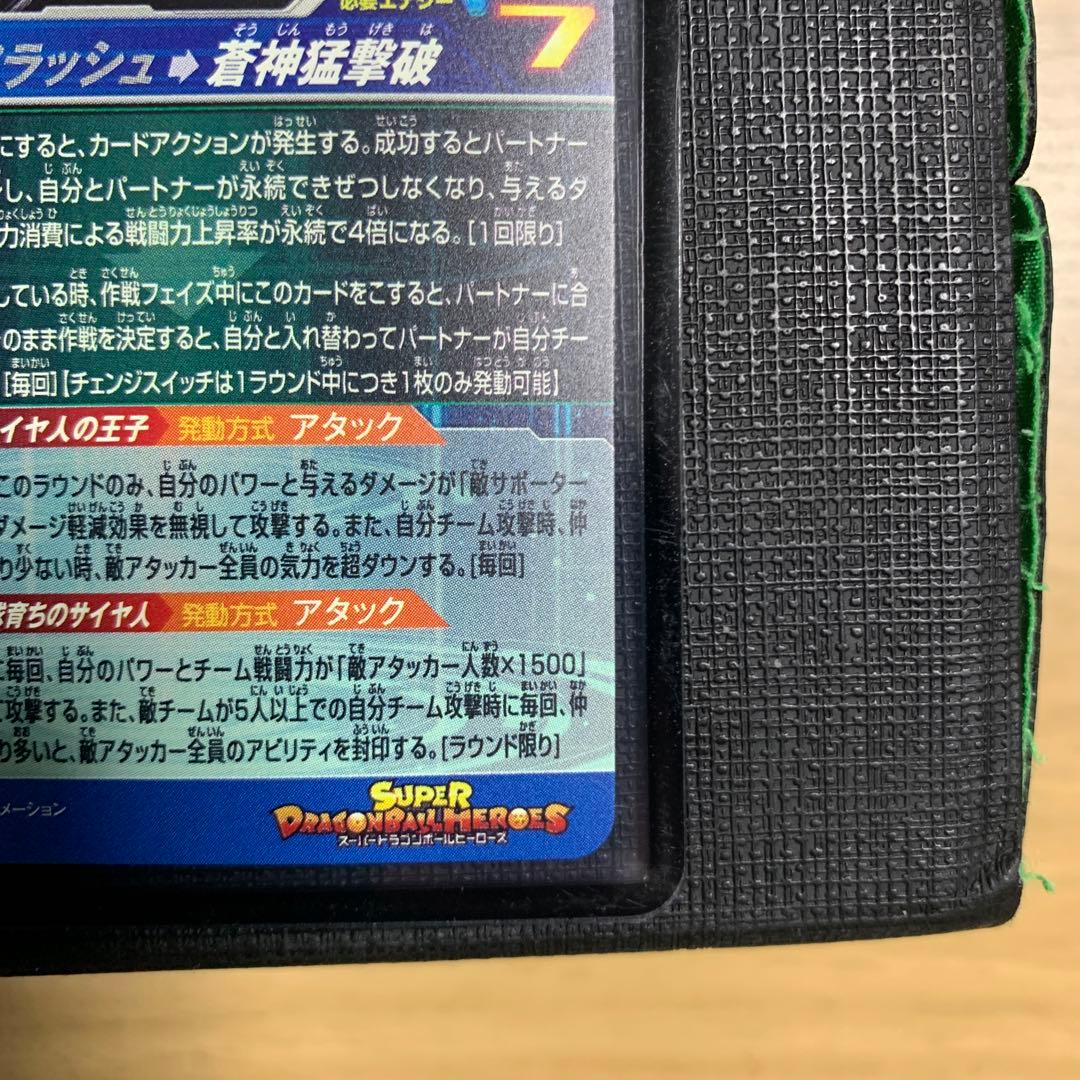 必要エナジー
7
ラッシュ➡蒼神猛撃破
にすると、カードアクションが発生する。成功するとパートナー
し、自分とパートナーが永続できぜつしなくなり、与えるダ
力消費による戦闘力上昇率が永続で4倍になる。[1回限り]
している時、作戦フェイズ中にこのカードをこすると、パートナーに合
のまま作戦を決定すると、自分と入れ替わってパートナーが自分チー
[毎回]【チェンジスイッチは1ラウンド中につき1枚のみ発動可能】
イヤ人の王子 発動方式 アタック
このラウンドのみ、自分のパワーと与えるダメージが「敵サポーター
ダメージ軽減効果を無視して攻撃する。また、自分チーム攻撃時、仲
り少ない時、敵アタッカー全員の気力を超ダウンする。[毎回]
育ちのサイヤ人 発動方式 アタック
に毎回、自分のパワーとチーム戦闘力が「敵アタッカー人数×1500」
攻撃する。また、敵チームが5人以上での自分チーム攻撃時に毎回、仲
り多いと、敵アタッカー全員のアビリティを封印する。[ラウンド限り]
メーション
SUPER
DRAGONBALL HEROES
スーパードラゴンボールヒーローズ